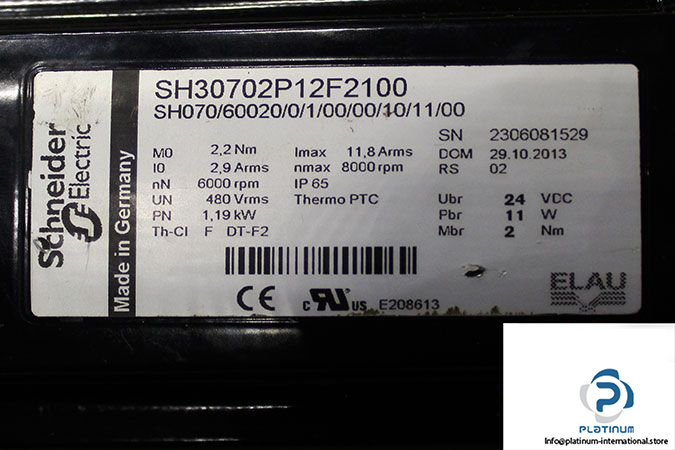 Schneider
Electric
Made in Germany
SH30702P12F2100
SH070/60020/0/1/00/00/10/11/00
SN 2306081529
DOM 29.10.2013
RS 02
M0 2,2 Nm Imax 11,8 Arms
I0 2,9 Arms nmax 8000 rpm
nN 6000 rpm IP 65
UN 480 Vrms Thermo PTC
PN 1,19 kW
Th-Cl F DT-F2
Ubr 24 VDC
Pbr 11 W
Mbr 2 Nm
CE c UR US E208613
ELAU
PLATINUM
Info@platinum-international.store